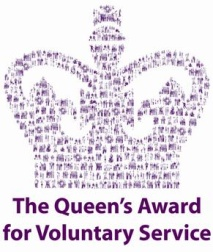 The Queen's Award
for Voluntary Service